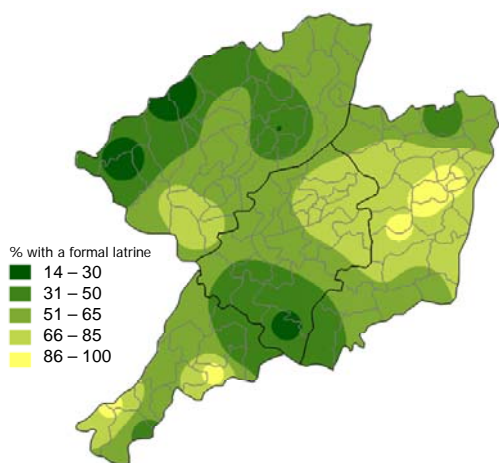 % with a formal latrine
14 – 30
31 – 50
51 – 65
66 – 85
86 – 100